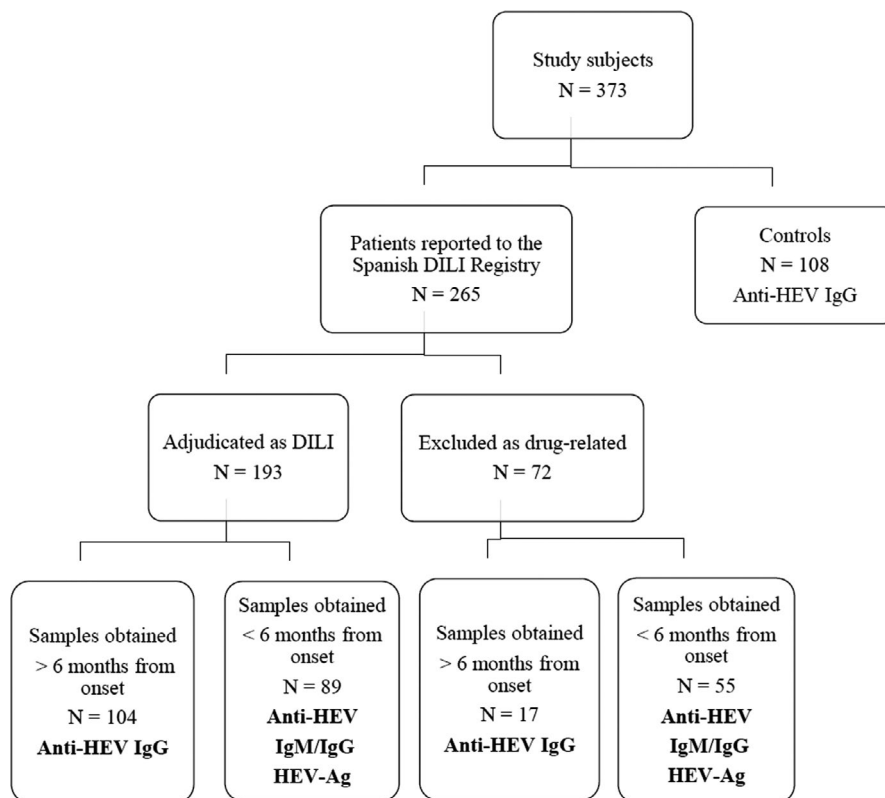 Study subjects
N = 373
Patients reported to the
Spanish DILI Registry
N = 265
Controls
N = 108
Anti-HEV IgG
Adjudicated as DILI
N = 193
Excluded as drug-related
N = 72
Samples obtained
> 6 months from
onset
N = 104
Anti-HEV IgG
Samples obtained
< 6 months from
onset
N = 89
Anti-HEV
IgM/IgG
HEV-Ag
Samples obtained
> 6 months from
onset
N = 17
Anti-HEV IgG
Samples obtained
< 6 months from
onset
N = 55
Anti-HEV
IgM/IgG
HEV-Ag